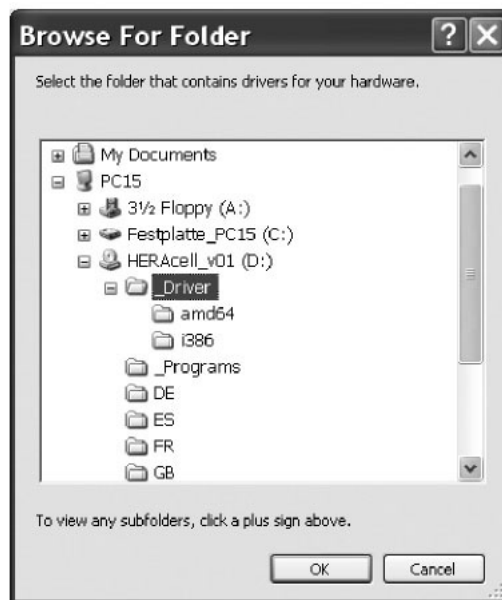 Browse For Folder
Select the folder that contains drivers for your hardware.
My Documents
PC15
3½ Floppy (A:)
Festplatte_PC15 (C:)
HERAcell_v01 (D:)
_Driver
amd64
i386
_Programs
DE
ES
FR
GB
To view any subfolders, click a plus sign above.
OK Cancel